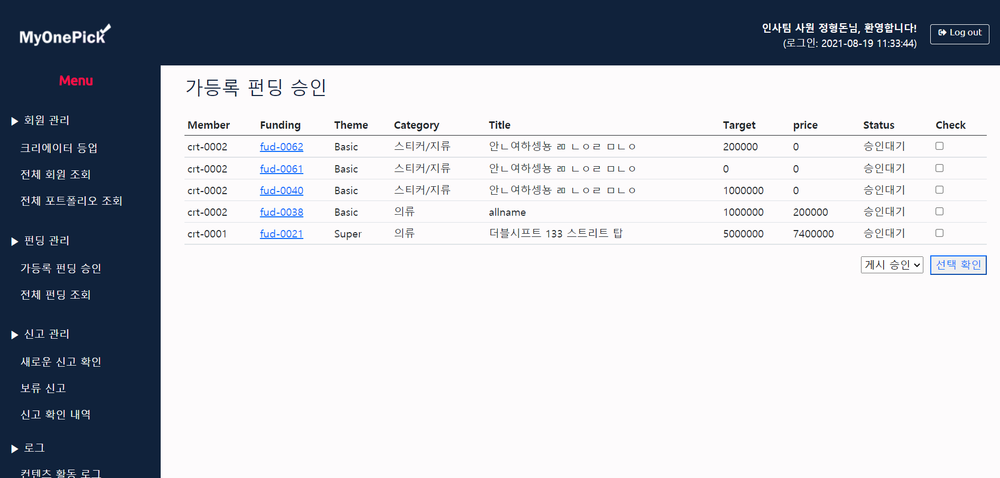 MyOnePick
인사팀 사원 정형돈님, 환영합니다!
(로그인: 2021-08-19 11:33:44)
Log out
Menu
▶ 회원 관리
크리에이터 등업
전체 회원 조회
전체 포트폴리오 조회
▶ 펀딩 관리
가등록 펀딩 승인
전체 펀딩 조회
▶ 신고 관리
새로운 신고 확인
보류 신고
신고 확인 내역
▶ 로그
컨텐츠 활동 로그
가등록 펀딩 승인
Member Funding Theme Category Title Target price Status Check
crt-0002 fud-0062 Basic 스티커/지류 안ㄴ여하셍뇽 ㄻ ㄴㅇㄹ ㅁㄴㅇ 200000 0 승인대기
crt-0002 fud-0061 Basic 스티커/지류 안ㄴ여하셍뇽 ㄻ ㄴㅇㄹ ㅁㄴㅇ 0 0 승인대기
crt-0002 fud-0040 Basic 스티커/지류 안ㄴ여하셍뇽 ㄻ ㄴㅇㄹ ㅁㄴㅇ 1000000 0 승인대기
crt-0002 fud-0038 Basic 의류 allname 1000000 200000 승인대기
crt-0001 fud-0021 Super 의류 더블시프트 133 스트리트 탑 5000000 7400000 승인대기
게시 승인 선택 확인